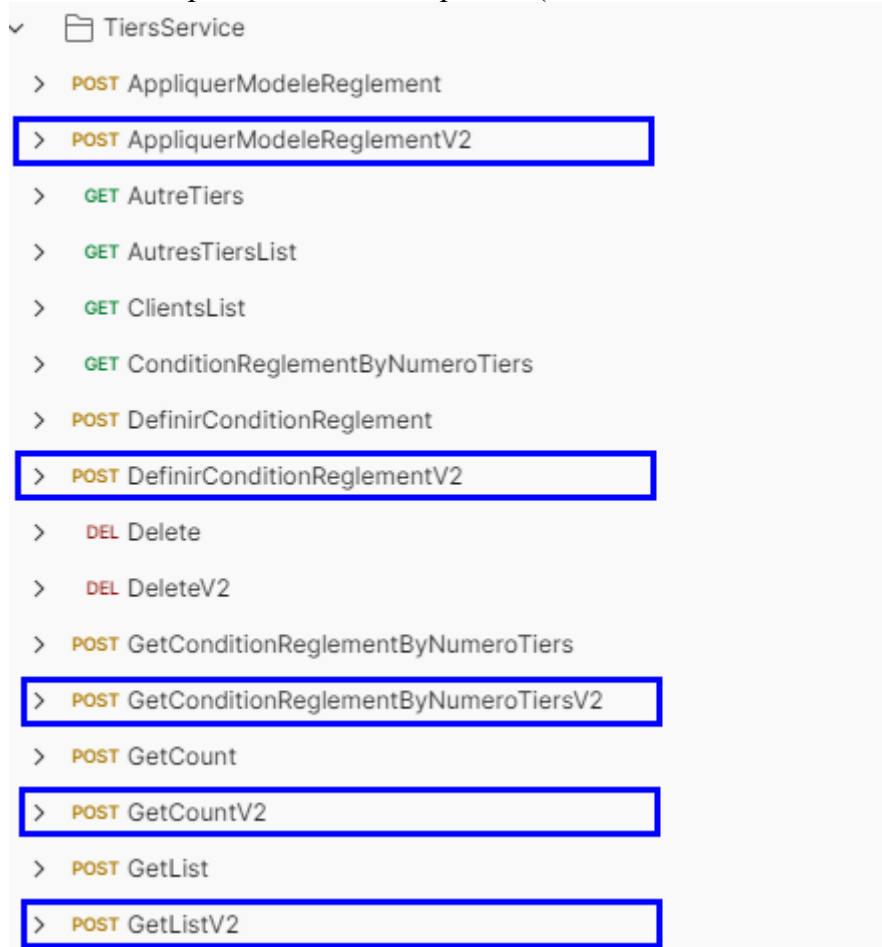 TiersService
POST AppliquerModeleReglement
POST AppliquerModeleReglementV2
GET AutreTiers
GET AutresTiersList
GET ClientsList
GET ConditionReglementByNumeroTiers
POST DefinirConditionReglement
POST DefinirConditionReglementV2
DEL Delete
DEL DeleteV2
POST GetConditionReglementByNumeroTiers
POST GetConditionReglementByNumeroTiersV2
POST GetCount
POST GetCountV2
POST GetList
POST GetListV2